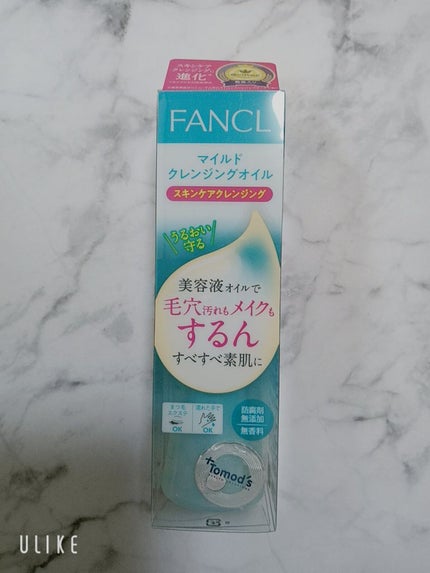 スキンケア
クレンジングへ
進化
FANCL
マイルド
クレンジングオイル
スキンケアクレンジング
うるおい
守る
美容液オイルで
毛穴汚れもメイクも
するん
すべすべ素肌に
まつ毛
エクステ
OK
濡れた手で
OK
防腐剤
無添加
無香料
Tomod's
ULIKE